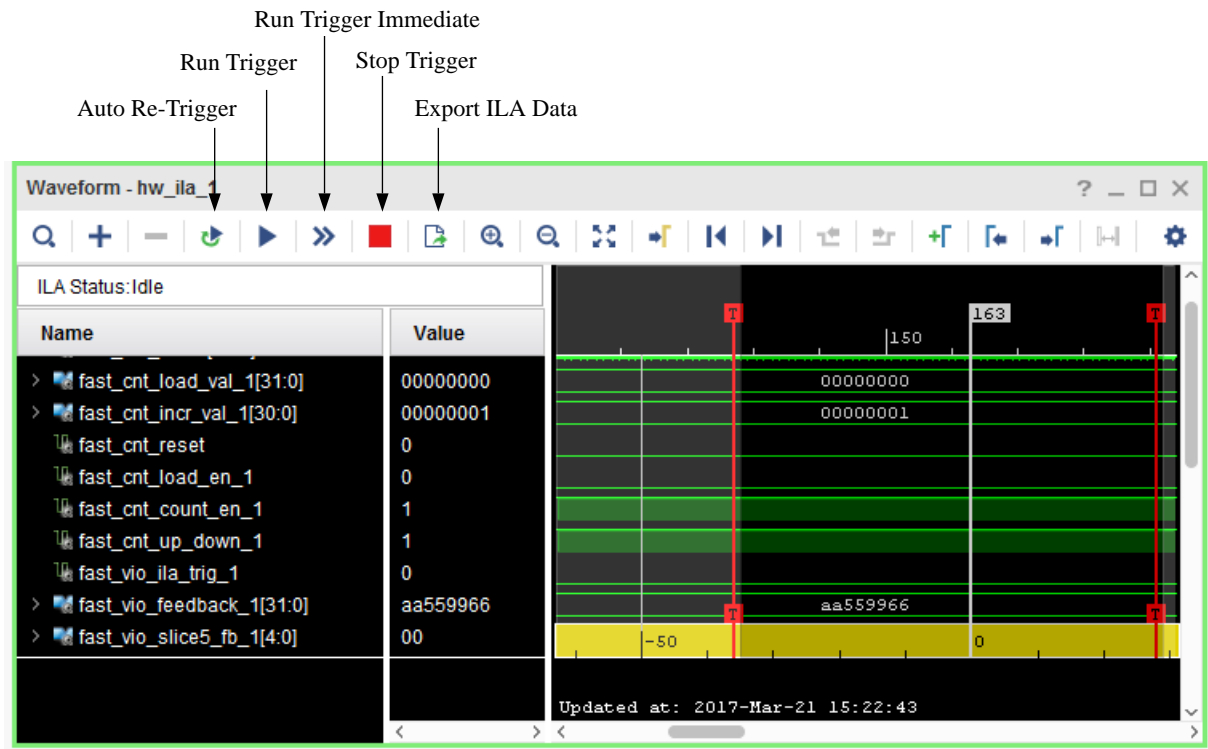 Run Trigger Immediate
Run Trigger
Stop Trigger
Auto Re-Trigger
Export ILA Data
Waveform - hw_ila_1
?
ILA Status:Idle
Name Value
T 163 T
150
fast_cnt_load_val_1[31:0] 00000000 00000000
fast_cnt_incr_val_1[30:0] 00000001 00000001
fast_cnt_reset 0
fast_cnt_load_en_1 0
fast_cnt_count_en_1 1
fast_cnt_up_down_1 1
fast_vio_ila_trig_1 0
fast_vio_feedback_1[31:0] aa559966 aa559966
T T
fast_vio_slice5_fb_1[4:0] 00 -50 0
Updated at: 2017-Mar-21 15:22:43